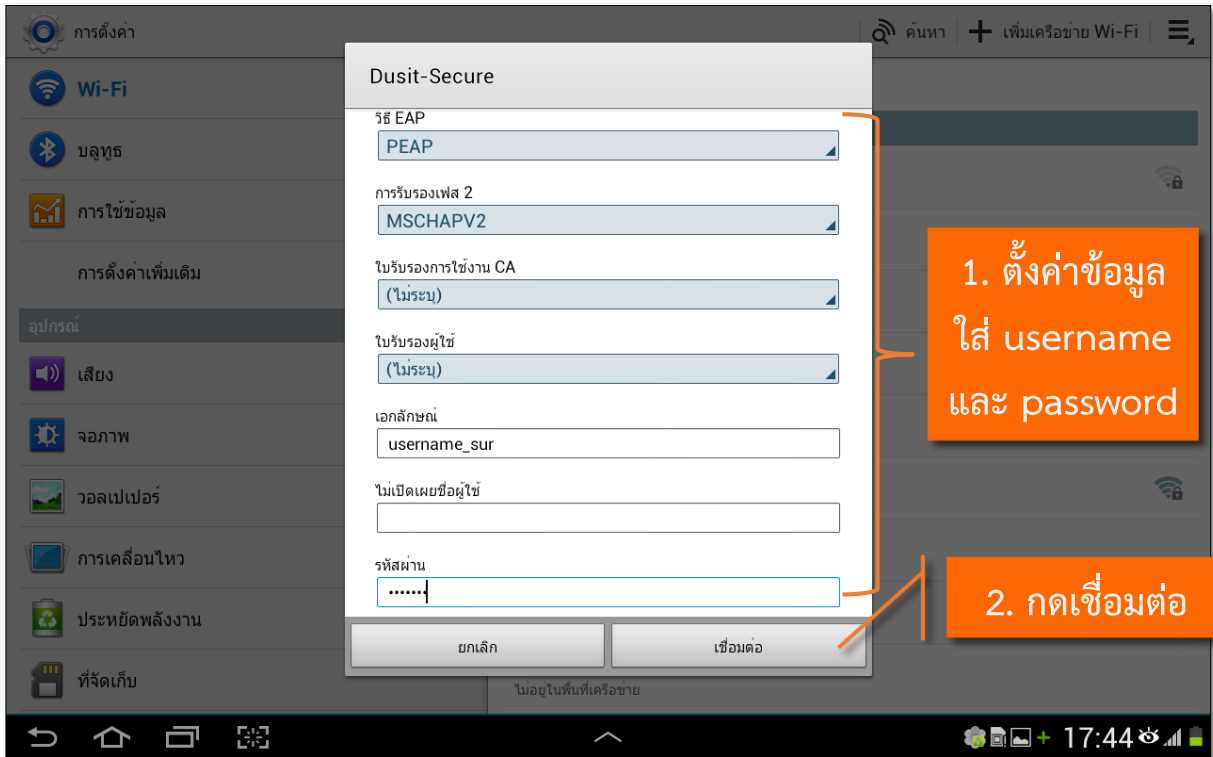 การตั้งค่า
ค้นหา
เพิ่มเครือข่าย Wi-Fi
Wi-Fi
บลูทูธ
การใช้ข้อมูล
การตั้งค่าเพิ่มเติม
อุปกรณ์
เสียง
จอภาพ
วอลเปเปอร์
การเคลื่อนไหว
ประหยัดพลังงาน
ที่จัดเก็บ
Dusit-Secure
วิธี EAP
PEAP
การรับรองเฟส 2
MSCHAPV2
ใบรับรองการใช้งาน CA
(ไม่ระบุ)
ใบรับรองผู้ใช้
(ไม่ระบุ)
เอกลักษณ์
username_sur
ไม่เปิดเผยชื่อผู้ใช้
รหัสผ่าน
•••••••
ยกเลิก
เชื่อมต่อ
ไม่อยู่ในพื้นที่เครือข่าย
1. ตั้งค่าข้อมูล
ใส่ username
และ password
2. กดเชื่อมต่อ
17:44